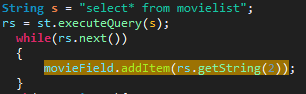 String s = "select* from movielist";
rs = st.executeQuery(s);
while(rs.next())
{
movieField.addItem(rs.getString(2));
}